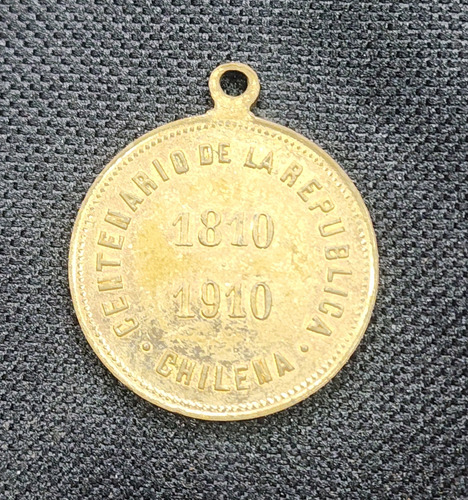 CENTENARIO DE LA REPUBLICA
1810
1910
· CHILENA ·